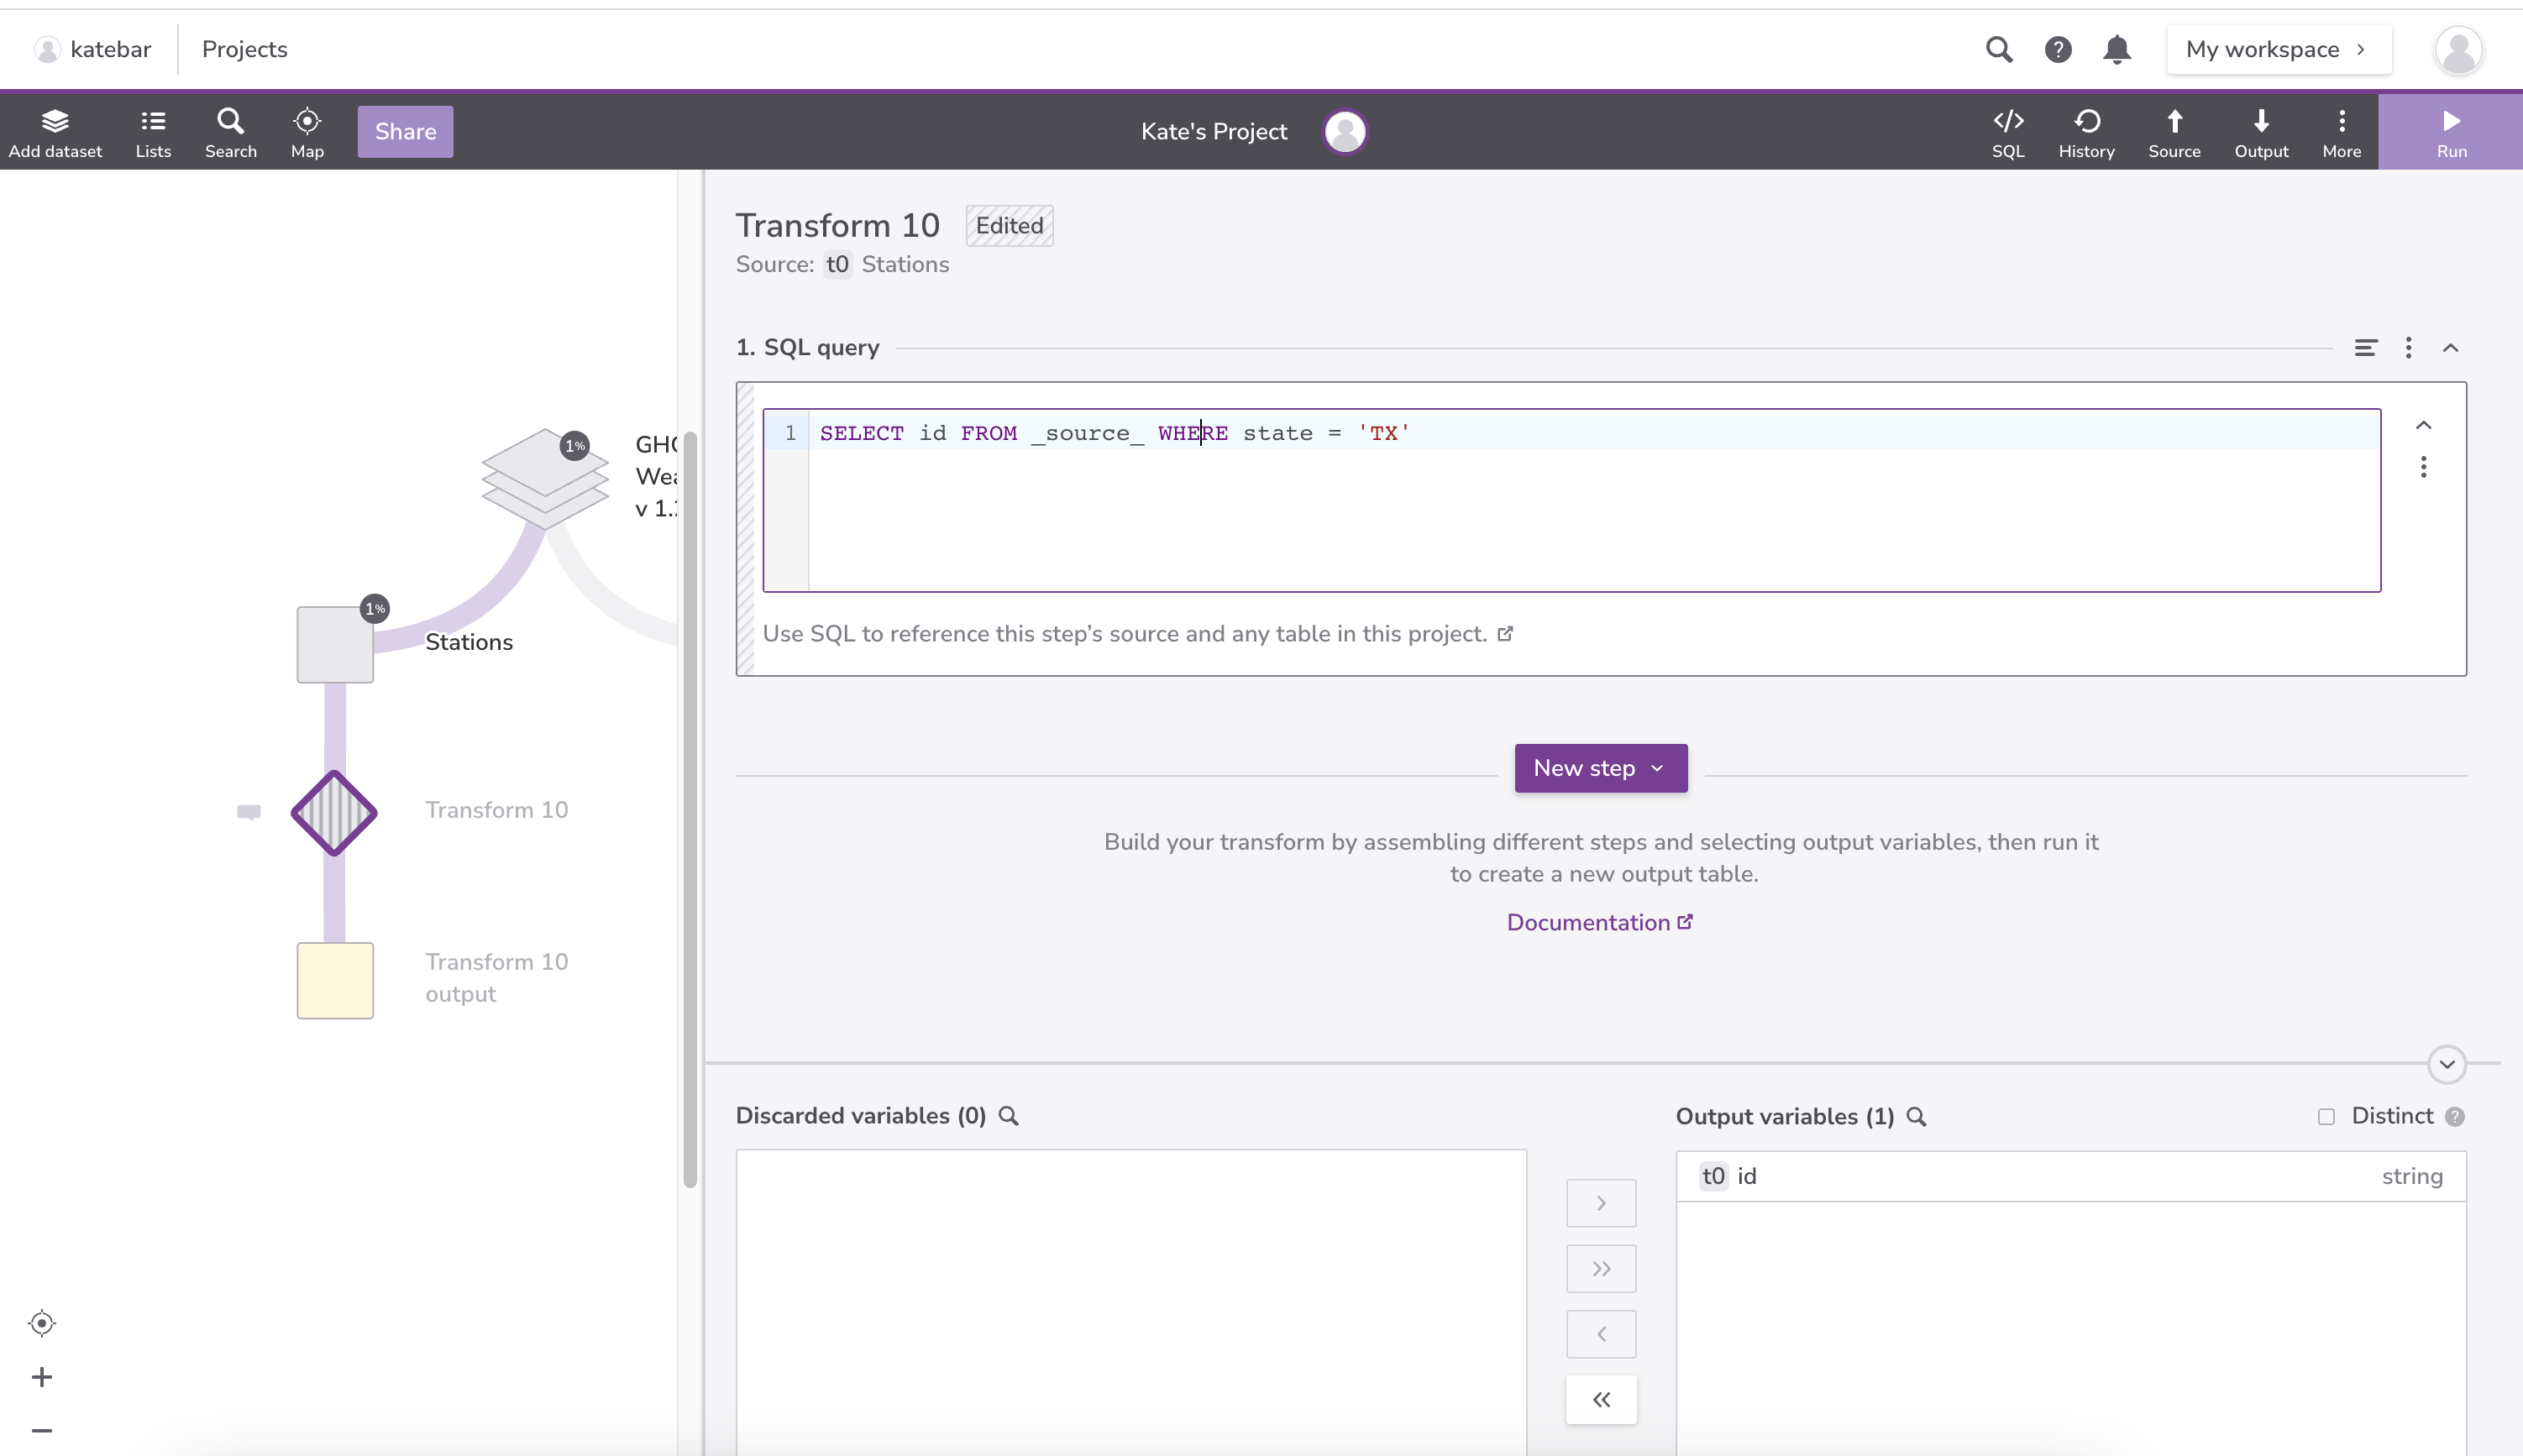 katebar
Projects
My workspace
Add dataset
Lists
Search
Map
Share
Kate's Project
SQL
History
Source
Output
More
Run
1%
GHC
Wea
v 1.
1%
Stations
Transform 10
Transform 10
output
Transform 10
Edited
Source: t0 Stations
1. SQL query
1 SELECT id FROM _source_ WHERE state = 'TX'
Use SQL to reference this step’s source and any table in this project.
New step
Build your transform by assembling different steps and selecting output variables, then run it
to create a new output table.
Documentation
Discarded variables (0)
Output variables (1)
Distinct
t0 id
string